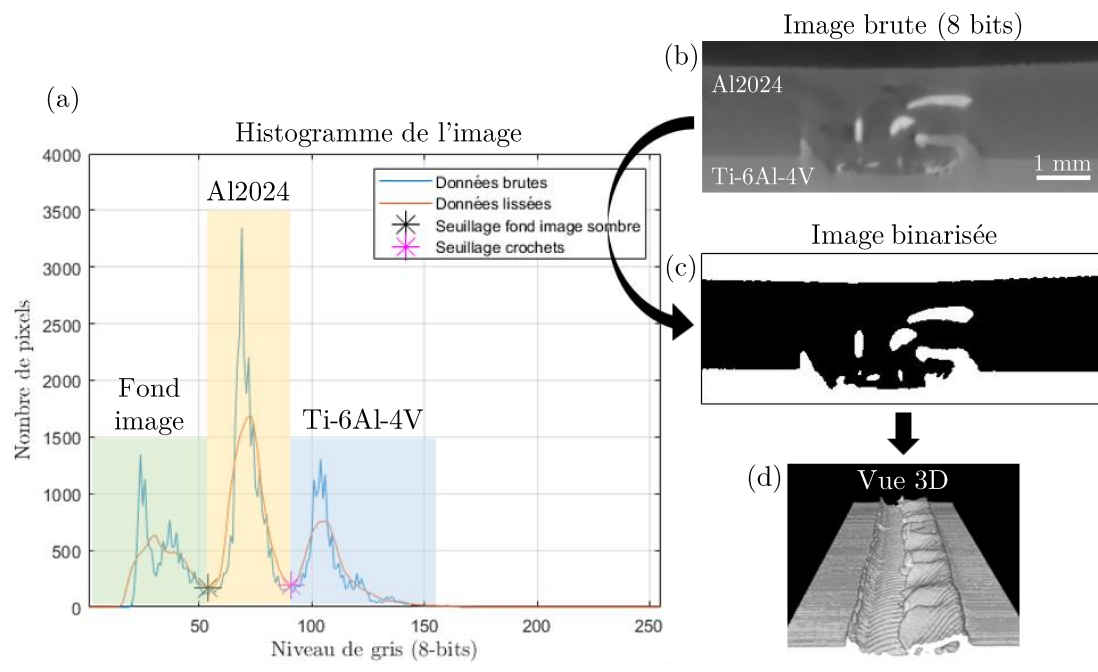 (a)
Histogramme de l'image
4000
3500
3000
2500
2000
1500
1000
500
0
Nombre de pixels
Al2024
Données brutes
Données lissées
Seuillage fond image sombre
Seuillage crochets
Fond
image
Ti-6Al-4V
50
100
150
200
250
Niveau de gris (8-bits)
Image brute (8 bits)
(b)
Al2024
Ti-6Al-4V
1 mm
Image binarisée
(c)
(d)
Vue 3D